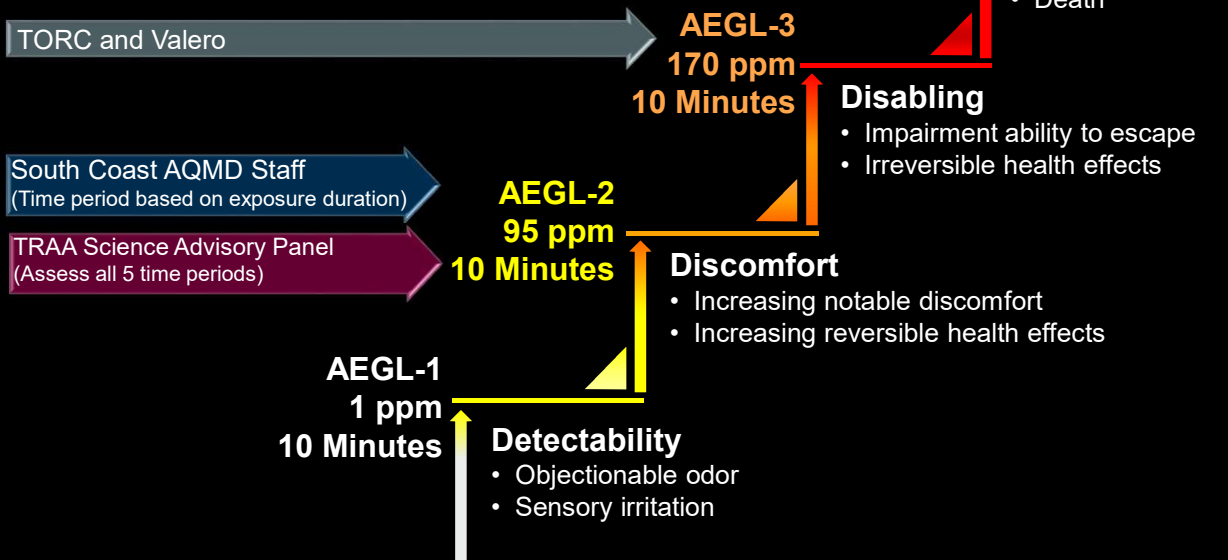 • Death
TORC and Valero
AEGL-3
170 ppm
10 Minutes
Disabling
• Impairment ability to escape
• Irreversible health effects
South Coast AQMD Staff
(Time period based on exposure duration)
TRAA Science Advisory Panel
(Assess all 5 time periods)
AEGL-2
95 ppm
10 Minutes
Discomfort
• Increasing notable discomfort
• Increasing reversible health effects
AEGL-1
1 ppm
10 Minutes
Detectability
• Objectionable odor
• Sensory irritation